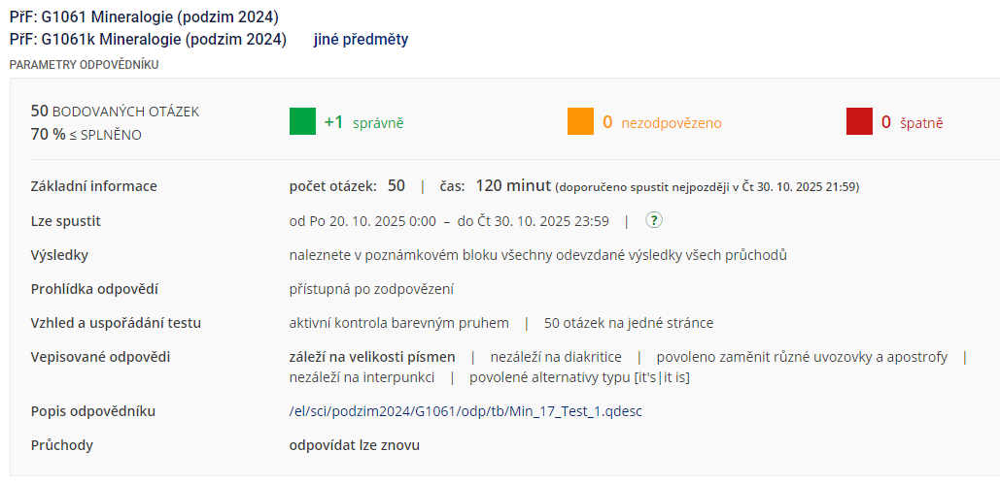 PřF: G1061 Mineralogie (podzim 2024)
PřF: G1061k Mineralogie (podzim 2024) jiné předměty
PARAMETRY ODPOVĚDNÍKU
50 BODOVANÝCH OTÁZEK
70 % ≤ SPLNĚNO
+1 správně
0 nezodpovězeno
0 špatně
Základní informace počet otázek: 50 | čas: 120 minut (doporučeno spustit nejpozději v Čt 30. 10. 2025 21:59)
Lze spustit od Po 20. 10. 2025 0:00 – do Čt 30. 10. 2025 23:59 | ?
Výsledky naleznete v poznámkovém bloku všechny odevzdané výsledky všech průchodů
Prohlídka odpovědí přístupná po zodpovězení
Vzhled a uspořádání testu aktivní kontrola barevným pruhem | 50 otázek na jedné stránce
Vepisované odpovědi záleží na velikosti písmen | nezáleží na diakritice | povoleno zaměnit různé uvozovky a apostrofy |
nezáleží na interpunkci | povolené alternativy typu [it's|it is]
Popis odpovědníku /el/sci/podzim2024/G1061/odp/tb/Min_17_Test_1.qdesc
Průchody odpovídat lze znovu